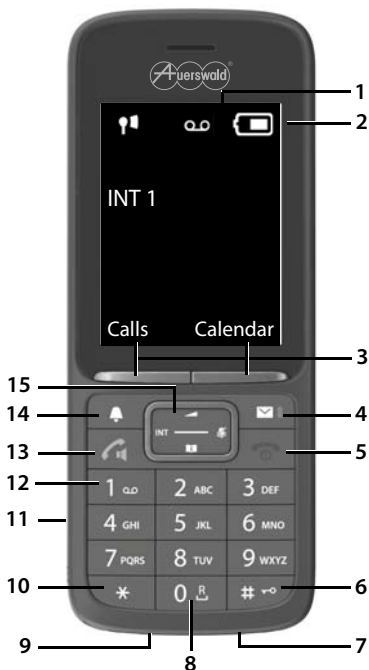 Auerswald®
1
2
INT 1
Calls Calendar
3
15
14
4
INT
13
5
12
1 2 ABC 3 DEF
11
4 GHI 5 JKL 6 MNO
7 PQRS 8 TUV 9 WXYZ
10
* 0 R #
6
9
8
7